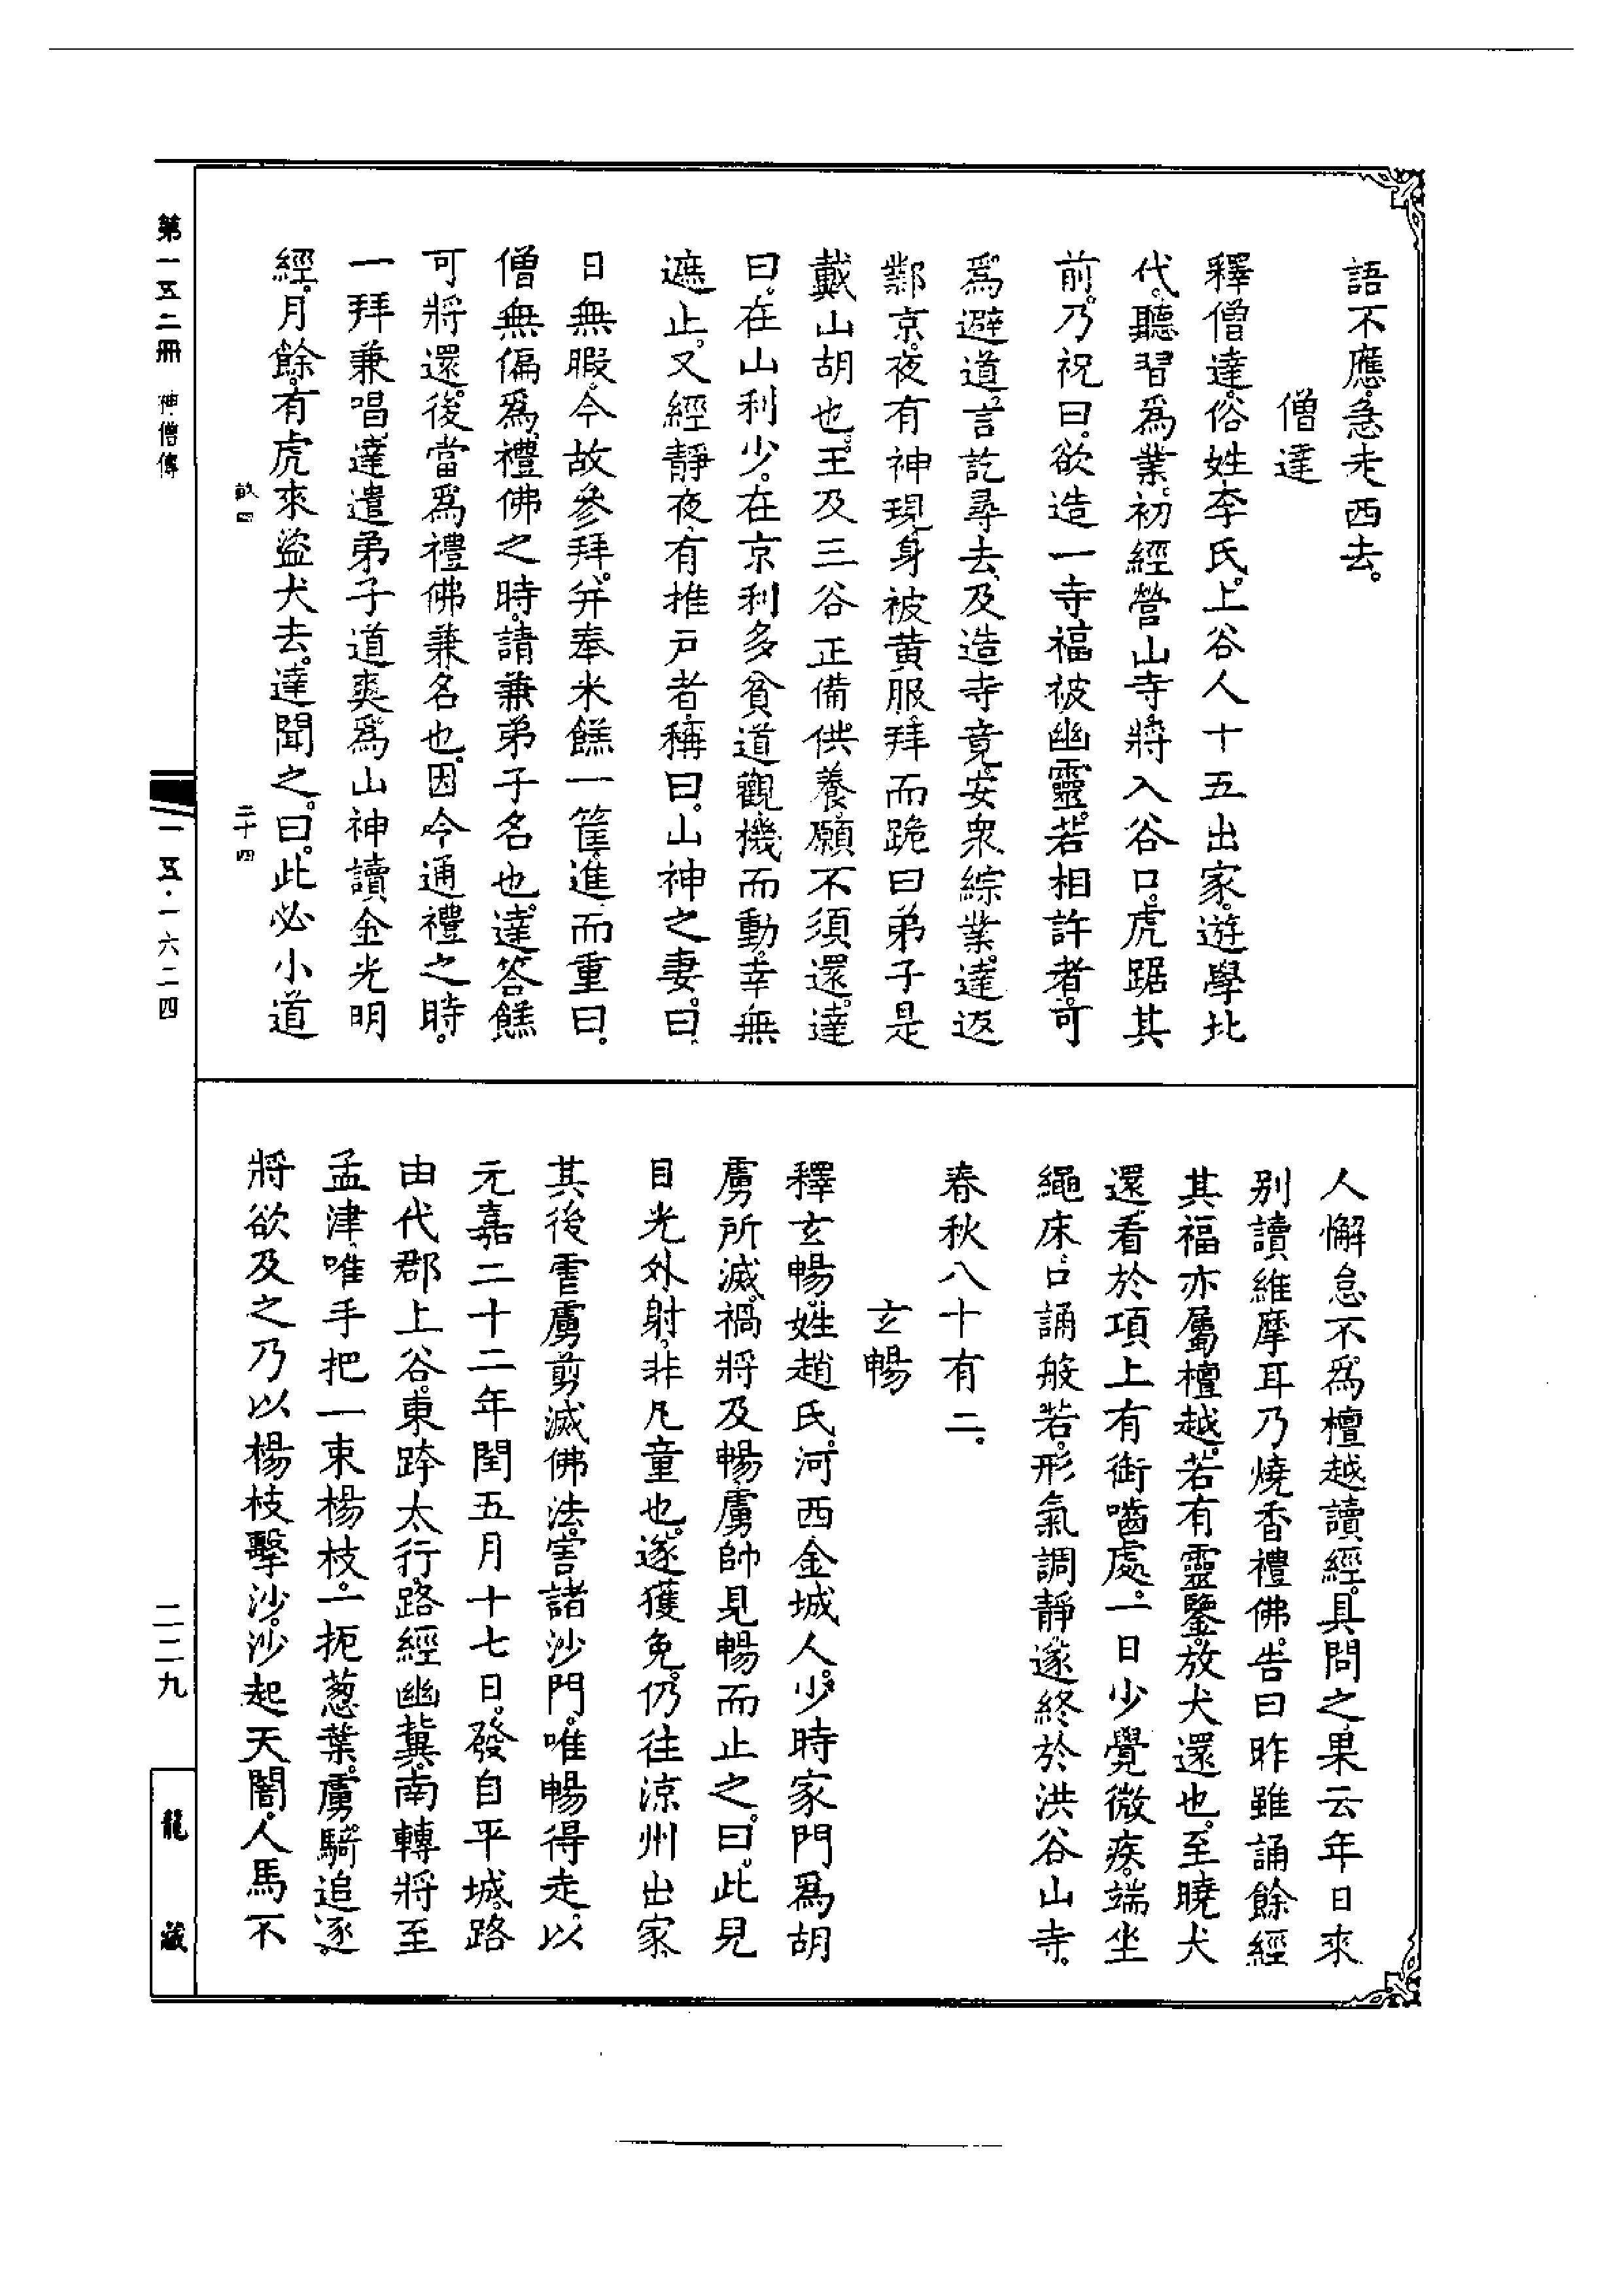 語不應。急走西去。
僧達
釋僧達。俗姓李氏。上谷人十五出家。遊學北
代。聽習爲業。初經營山寺。將入谷口。虎踞其
前。乃祝曰。欲造一寺福被幽靈。若相許者。可
爲避道。言訖尋去。及造寺竟。安衆綜業。達返
鄴京。夜有神現。身被黃服。拜而跪曰弟子是
戴山胡也。王及三谷正備供養。願不須還。達
曰。在山利少。在京利多貧道觀機而動。幸無
遮止。又經靜夜。有推戸者。稱曰。山神之妻。曰。
日無暇。今故參拜。并奉米餻一筐。進而重曰。
僧無偏爲。禮佛之時。請兼弟子名也。達答餻
可將還。後當爲禮佛兼名也。因今通禮之時。
一拜兼唱。達遣弟子道爽爲山神讀金光明
經。月餘。有虎來盜犬去。達聞之。曰。此必小道
人懈怠不爲檀越讀經。具問之。果云年日來
别讀維摩耳乃燒香禮佛。告曰昨雖誦餘經
其福亦屬檀越。若有靈鑒。放犬還也。至曉犬
還。看於項上有銜嚙處。一日少覺微疾。端坐
繩床。口誦般若。形氣調靜。遂終於洪谷山寺。
春秋八十有二。
玄暢
釋玄暢。姓趙氏。河西金城人。少時家門爲胡
虜所滅。禍將及暢。虜帥見暢而止之。曰。此見
目光外射。非凡童也。遂獲免。仍往涼州出家。
其後虐虜剪滅佛法。害諸沙門。唯暢得走。以
元嘉二十二年閏五月十七日。發自平城。路
由代郡上谷。東跨太行。路經幽冀。南轉將至
孟津。唯手把一束楊枝。一扼葱葉。虜騎追逐。
將欲及之乃以楊枝擊沙。沙起天闇。人馬不
第一五二冊 神僧傳
二十四
一五·一六二四
二二九
龍藏